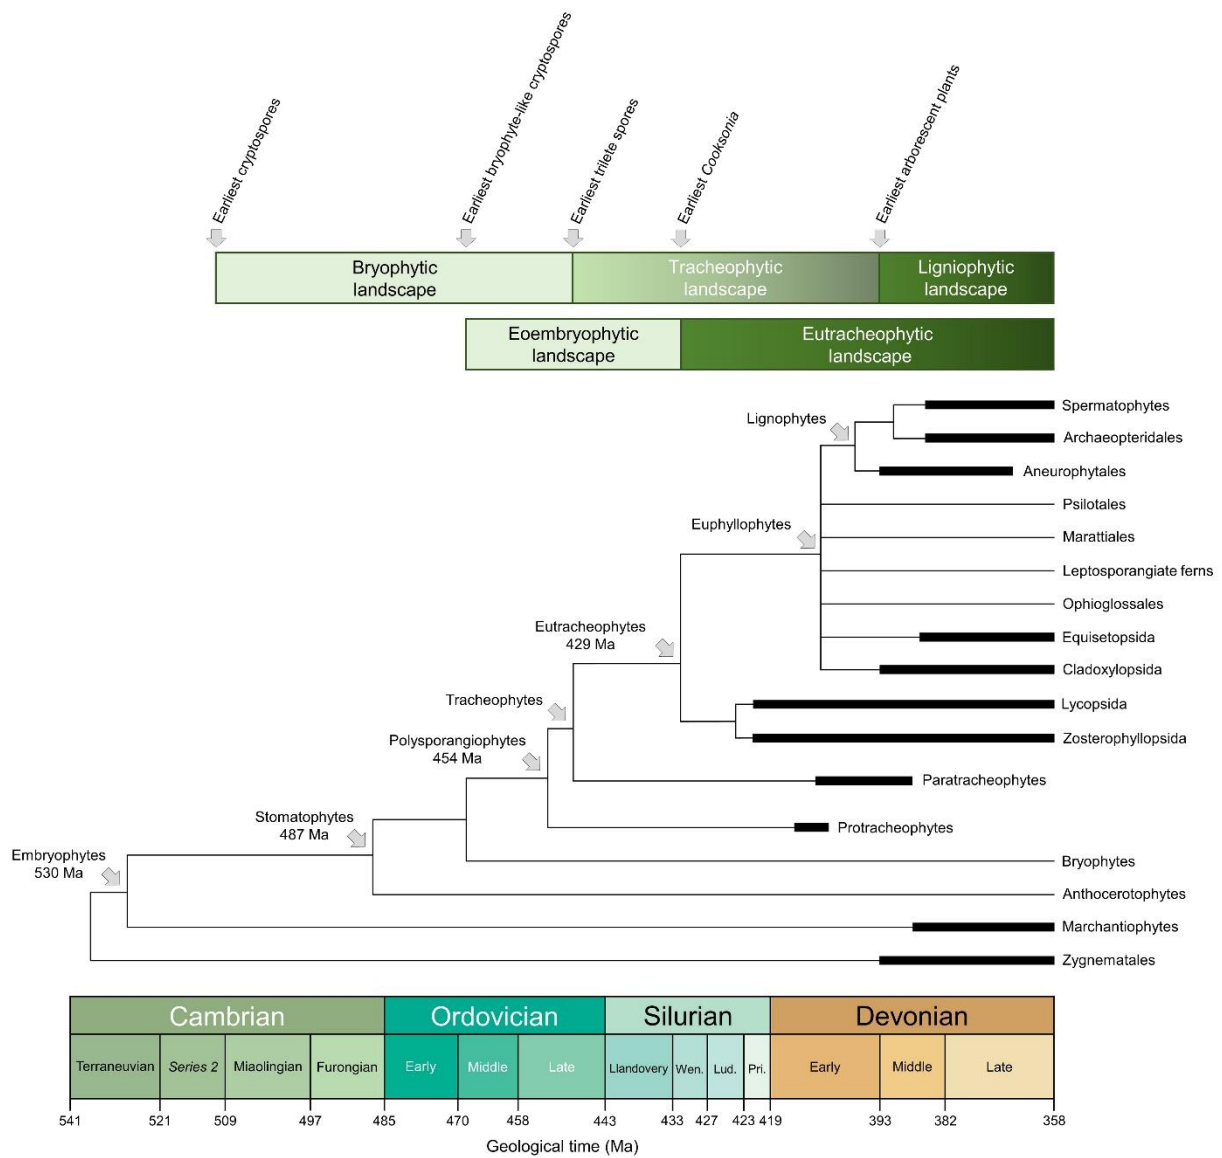 Earliest cryptospores
Earliest bryophyte-like cryptospores
Earliest trilete spores
Earliest Cooksonia
Earliest arborescent plants
Bryophytic
landscape
Tracheophytic
landscape
Ligniophytic
landscape
Eoembryophytic
landscape
Eutracheophytic
landscape
Spermatophytes
Lignophytes
Archaeopteridales
Aneurophytales
Psilotales
Euphyllophytes
Marattiales
Leptosporangiate ferns
Ophioglossales
Eutracheophytes
429 Ma
Equisetopsida
Cladoxylopsida
Tracheophytes
Lycopsida
Zosterophyllopsida
Polysporangiophytes
454 Ma
Paratracheophytes
Stomatophytes
487 Ma
Protracheophytes
Embryophytes
530 Ma
Bryophytes
Anthocerotophytes
Marchantiophytes
Zygnematales
Cambrian Ordovician Silurian Devonian
Terraneuvian Series 2 Miaolingian Furongian Early Middle Late Llandovery Wen. Lud. Pri. Early Middle Late
541 521 509 497 485 470 458 443 433 427 423 419 393 382 358
Geological time (Ma)